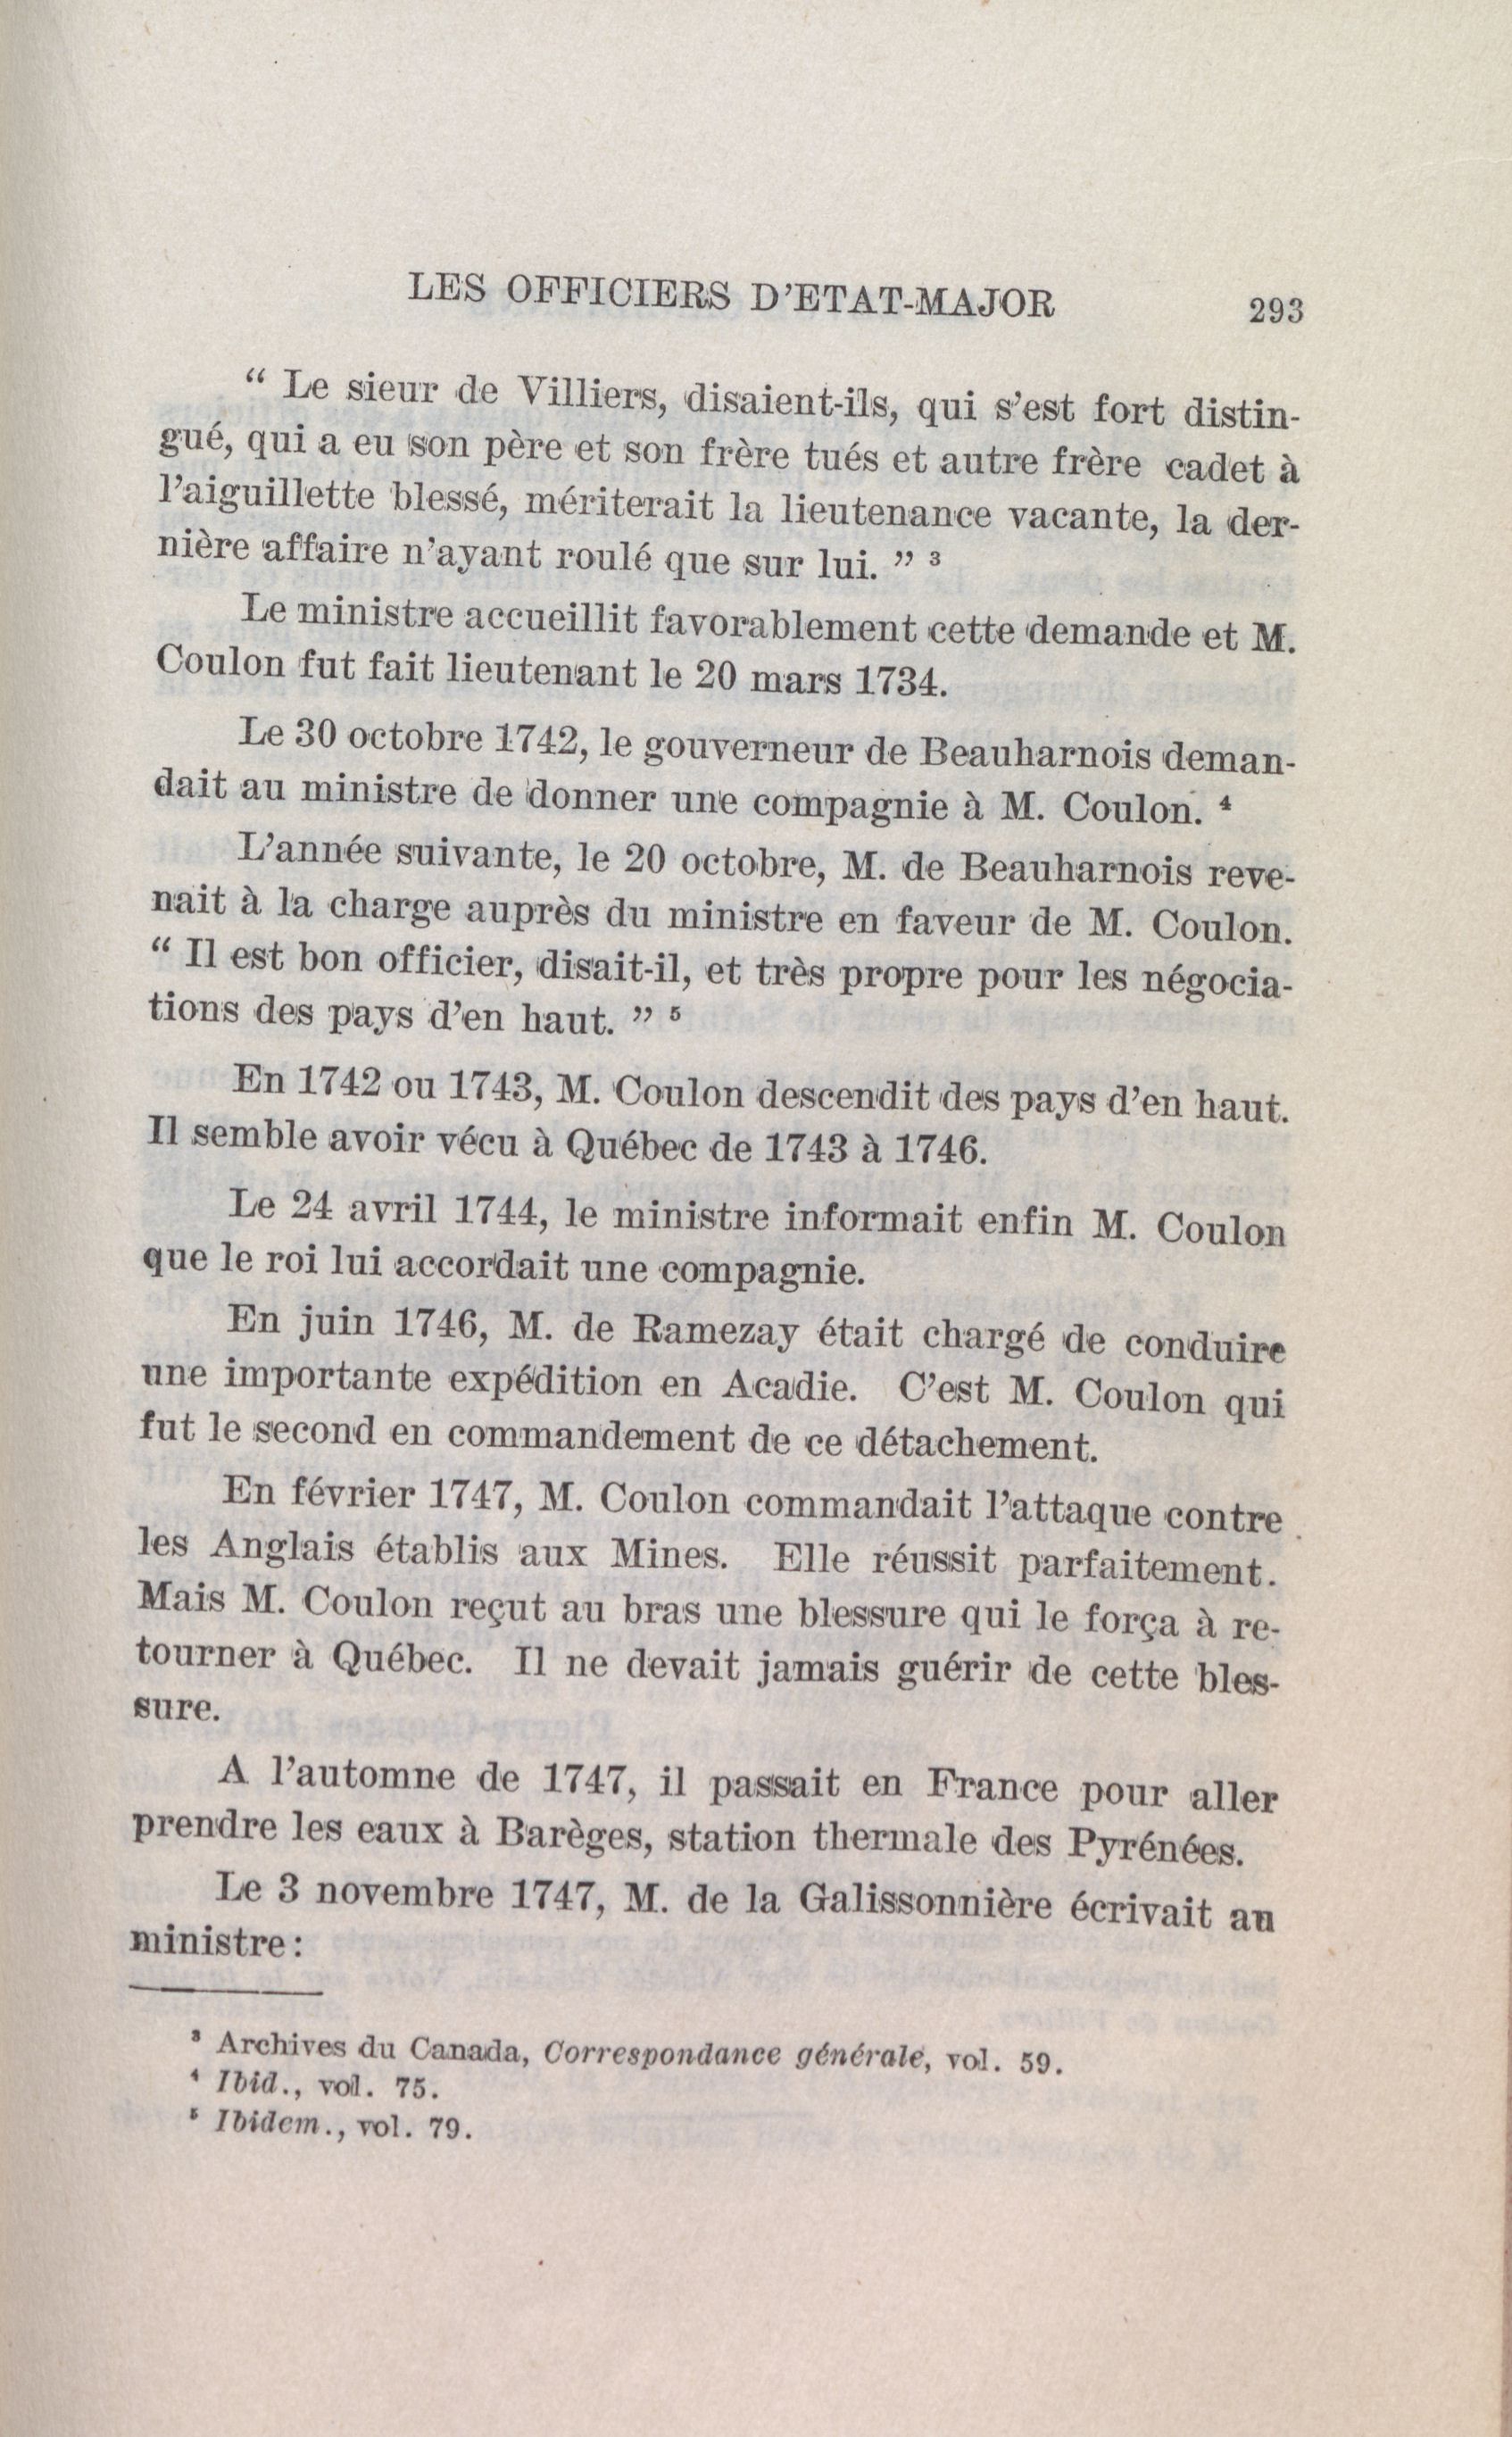 LES OFFICIERS D'ETAT-MAJOR 293
“ Le sieur de Villiers, disaient-ils, qui s'est fort distin-
gué, qui a eu son père et son frère tués et autre frère cadet à
l'aiguillette blessé, mériterait la lieutenance vacante, la der-
nière affaire n'ayant roulé que sur lui. ” ³
Le ministre accueillit favorablement cette demande et M.
Coulon fut fait lieutenant le 20 mars 1734.
Le 30 octobre 1742, le gouverneur de Beauharnois deman-
dait au ministre de donner une compagnie à M. Coulon. ⁴
L'année suivante, le 20 octobre, M. de Beauharnois reve-
nait à la charge auprès du ministre en faveur de M. Coulon.
“ Il est bon officier, disait-il, et très propre pour les négocia-
tions des pays d'en haut. ” ⁵
En 1742 ou 1743, M. Coulon descendit des pays d'en haut.
Il semble avoir vécu à Québec de 1743 à 1746.
Le 24 avril 1744, le ministre informait enfin M. Coulon
que le roi lui accordait une compagnie.
En juin 1746, M. de Ramezay était chargé de conduire
une importante expédition en Acadie. C'est M. Coulon qui
fut le second en commandement de ce détachement.
En février 1747, M. Coulon commandait l'attaque contre
les Anglais établis aux Mines. Elle réussit parfaitement.
Mais M. Coulon reçut au bras une blessure qui le força à re-
tourner à Québec. Il ne devait jamais guérir de cette bles-
sure.
A l'automne de 1747, il passait en France pour aller
prendre les eaux à Barèges, station thermale des Pyrénées.
Le 3 novembre 1747, M. de la Galissonnière écrivait au
ministre:
³ Archives du Canada, Correspondance générale, vol. 59.
⁴ Ibid., vol. 75.
⁵ Ibidem., vol. 79.